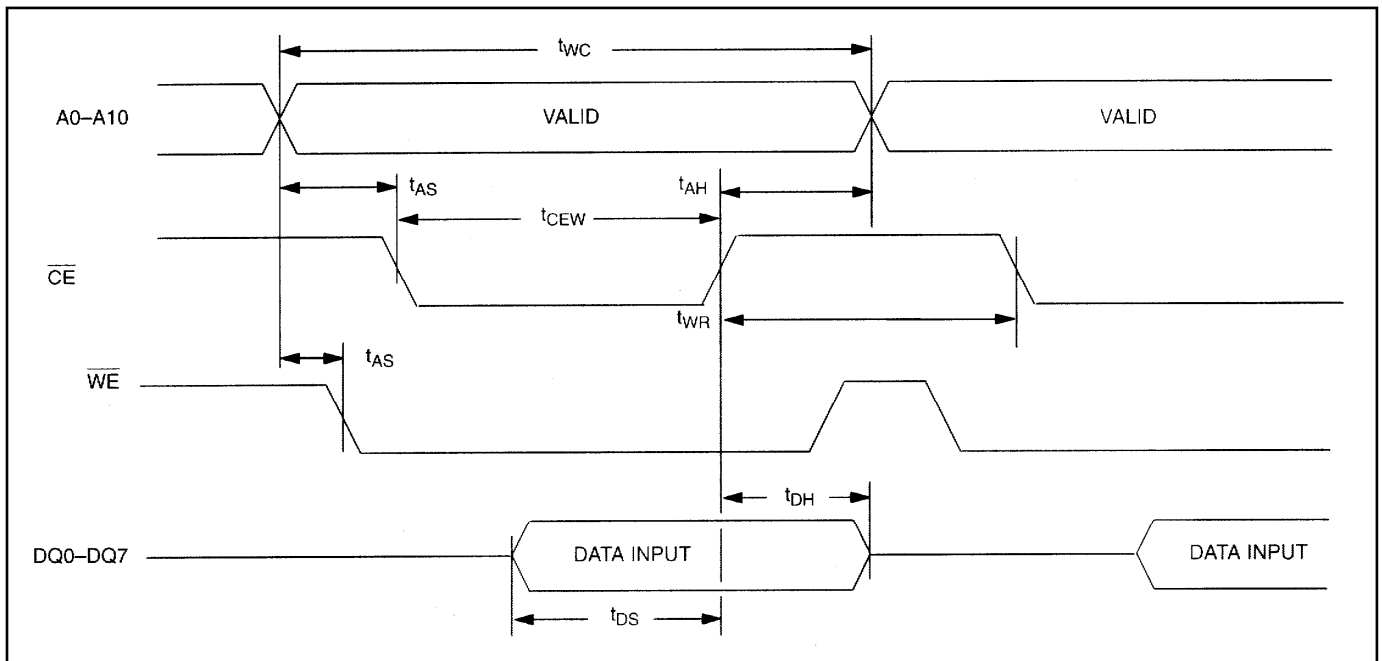 tWC
A0–A10 VALID VALID
tAS tAH
tCEW
CE
tWR
tAS
WE
tDH
DQ0–DQ7 DATA INPUT DATA INPUT
tDS